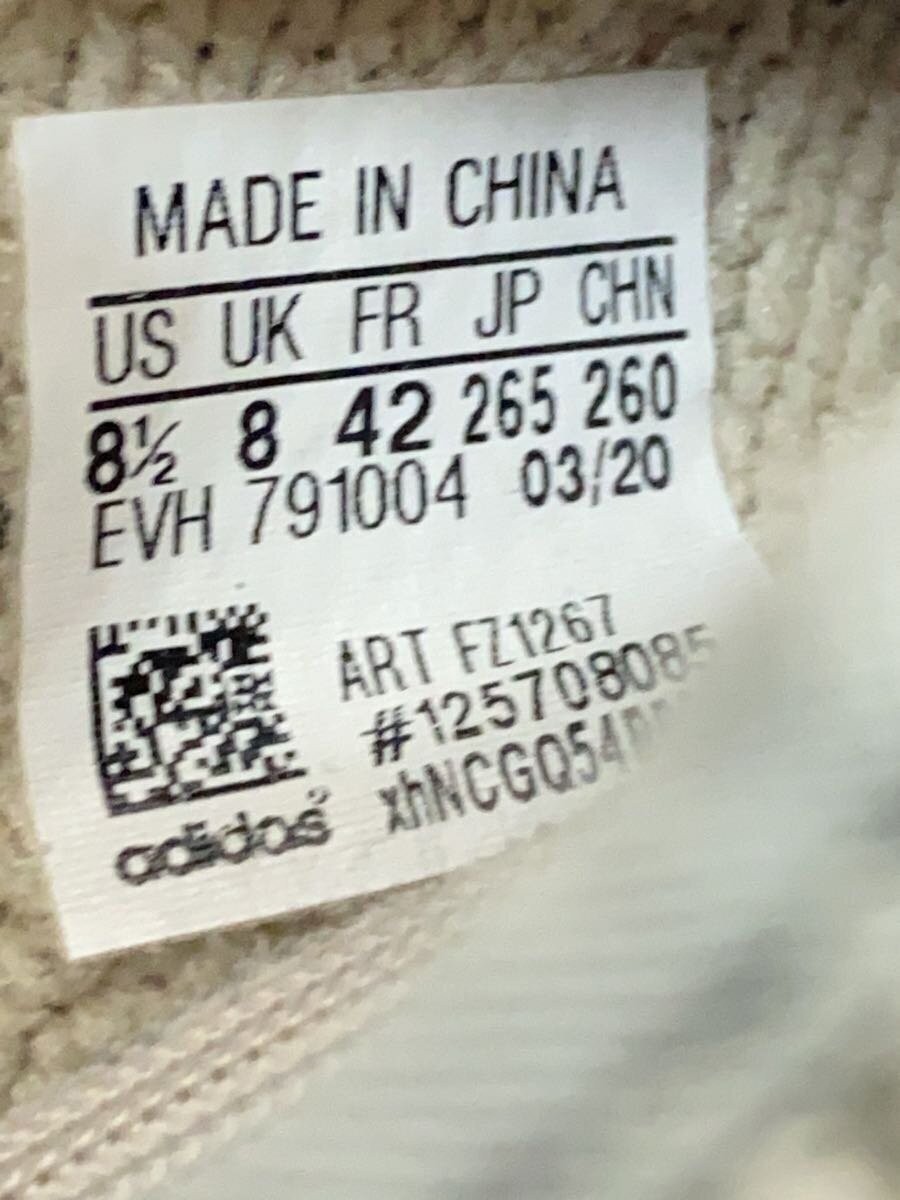 MADE IN CHINA
US UK FR JP CHN
8½ 8 42 265 260
EVH 791004 03/20
ART FZ1267
#125708085
adidas